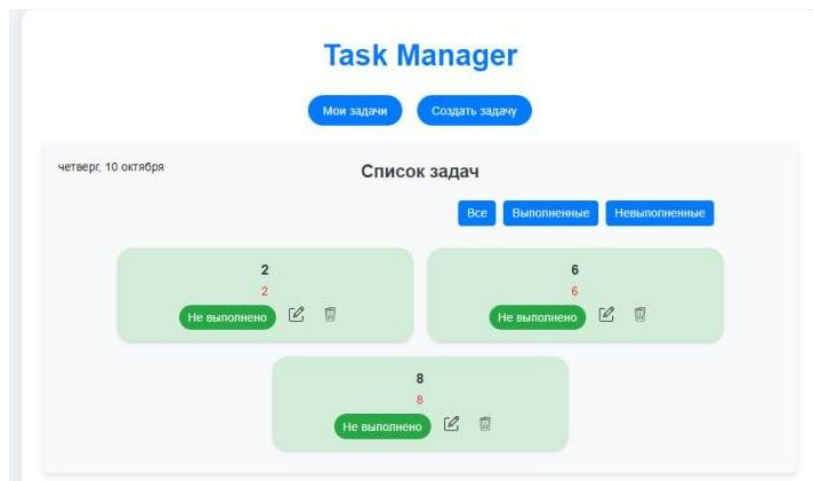 Task Manager
Мои задачи Создать задачу
четверг, 10 октября
Список задач
Все Выполненные Невыполненные
2
2
Не выполнено
6
6
Не выполнено
8
8
Не выполнено